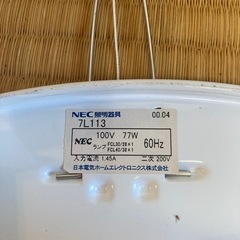 NEC 照明器具 00.04
7L113
100V 77W
NEC ランプ FCL30/28×1 60Hz
FCL40/38×1
入力電流 1.45A 二次 200V
日本電気ホームエレクトロニクス株式会社